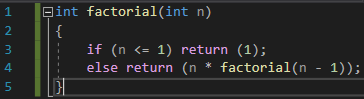 1 int factorial(int n)
2 {
3 if (n <= 1) return (1);
4 else return (n * factorial(n - 1));
5 }